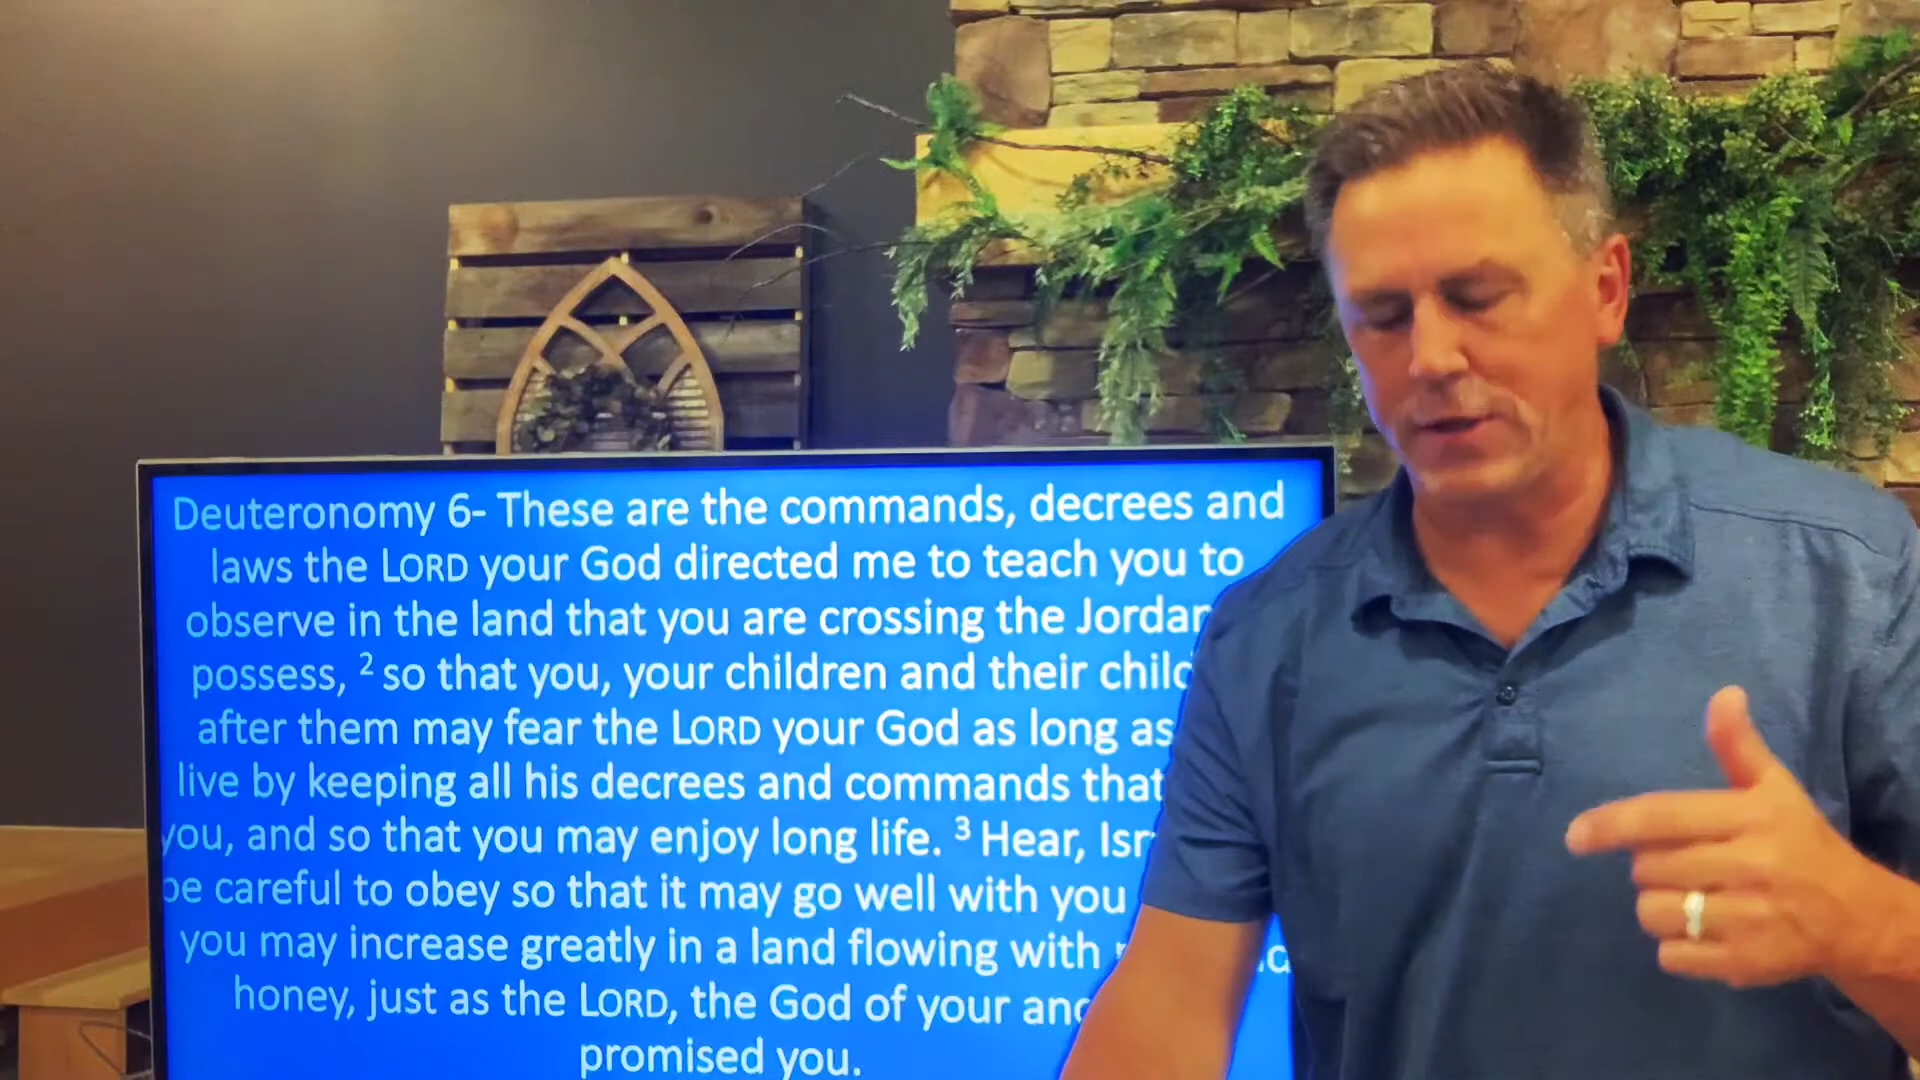 Deuteronomy 6- These are the commands, decrees and
laws the LORD your God directed me to teach you to
observe in the land that you are crossing the
possess, ² so that you, your children and their
after them may fear the LORD your God as long as
live by keeping all his decrees and commands that
you, and so that you may enjoy long life. ³ Hear,
be careful to obey so that it may go well with you
you may increase greatly in a land flowing with
honey, just as the LORD, the God of your
promised you.